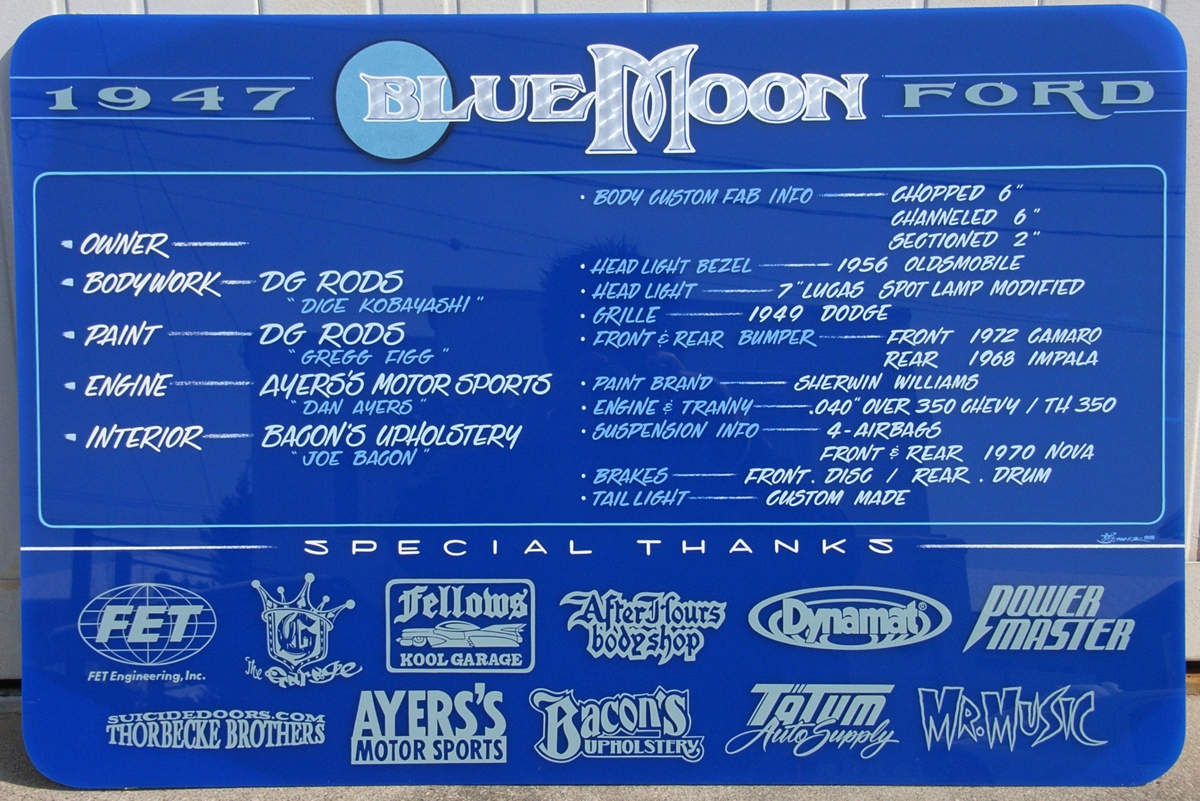 1947 BLUE MOON FORD
OWNER
BODYWORK DG RODS
"DICE KOBAYASHI"
PAINT DG RODS
"GREGG FIGG"
ENGINE AYERS'S MOTOR SPORTS
"DAN AYERS"
INTERIOR BACON'S UPHOLSTERY
"JOE BACON"
· BODY CUSTOM FAB INFO CHOPPED 6"
CHANNELED 6"
SECTIONED 2"
· HEAD LIGHT BEZEL 1956 OLDSMOBILE
· HEAD LIGHT 7" LUCAS SPOT LAMP MODIFIED
· GRILLE 1949 DODGE
· FRONT & REAR BUMPER FRONT 1972 CAMARO
REAR 1968 IMPALA
· PAINT BRAND SHERWIN WILLIAMS
· ENGINE & TRANNY .040" OVER 350 CHEVY / TH 350
· SUSPENSION INFO 4-AIRBAGS
FRONT & REAR 1970 NOVA
· BRAKES FRONT . DISC / REAR . DRUM
· TAIL LIGHT CUSTOM MADE
SPECIAL THANKS
FET
FET Engineering, Inc.
G
The Garage
Fellows
KOOL GARAGE
After Hours
bodyshop
Dynamat®
POWER
MASTER
SUICIDEDOORS.COM
THORBECKE BROTHERS
AYERS'S
MOTOR SPORTS
Bacon's
UPHOLSTERY
TATUM
Auto Supply
MR. MUSIC